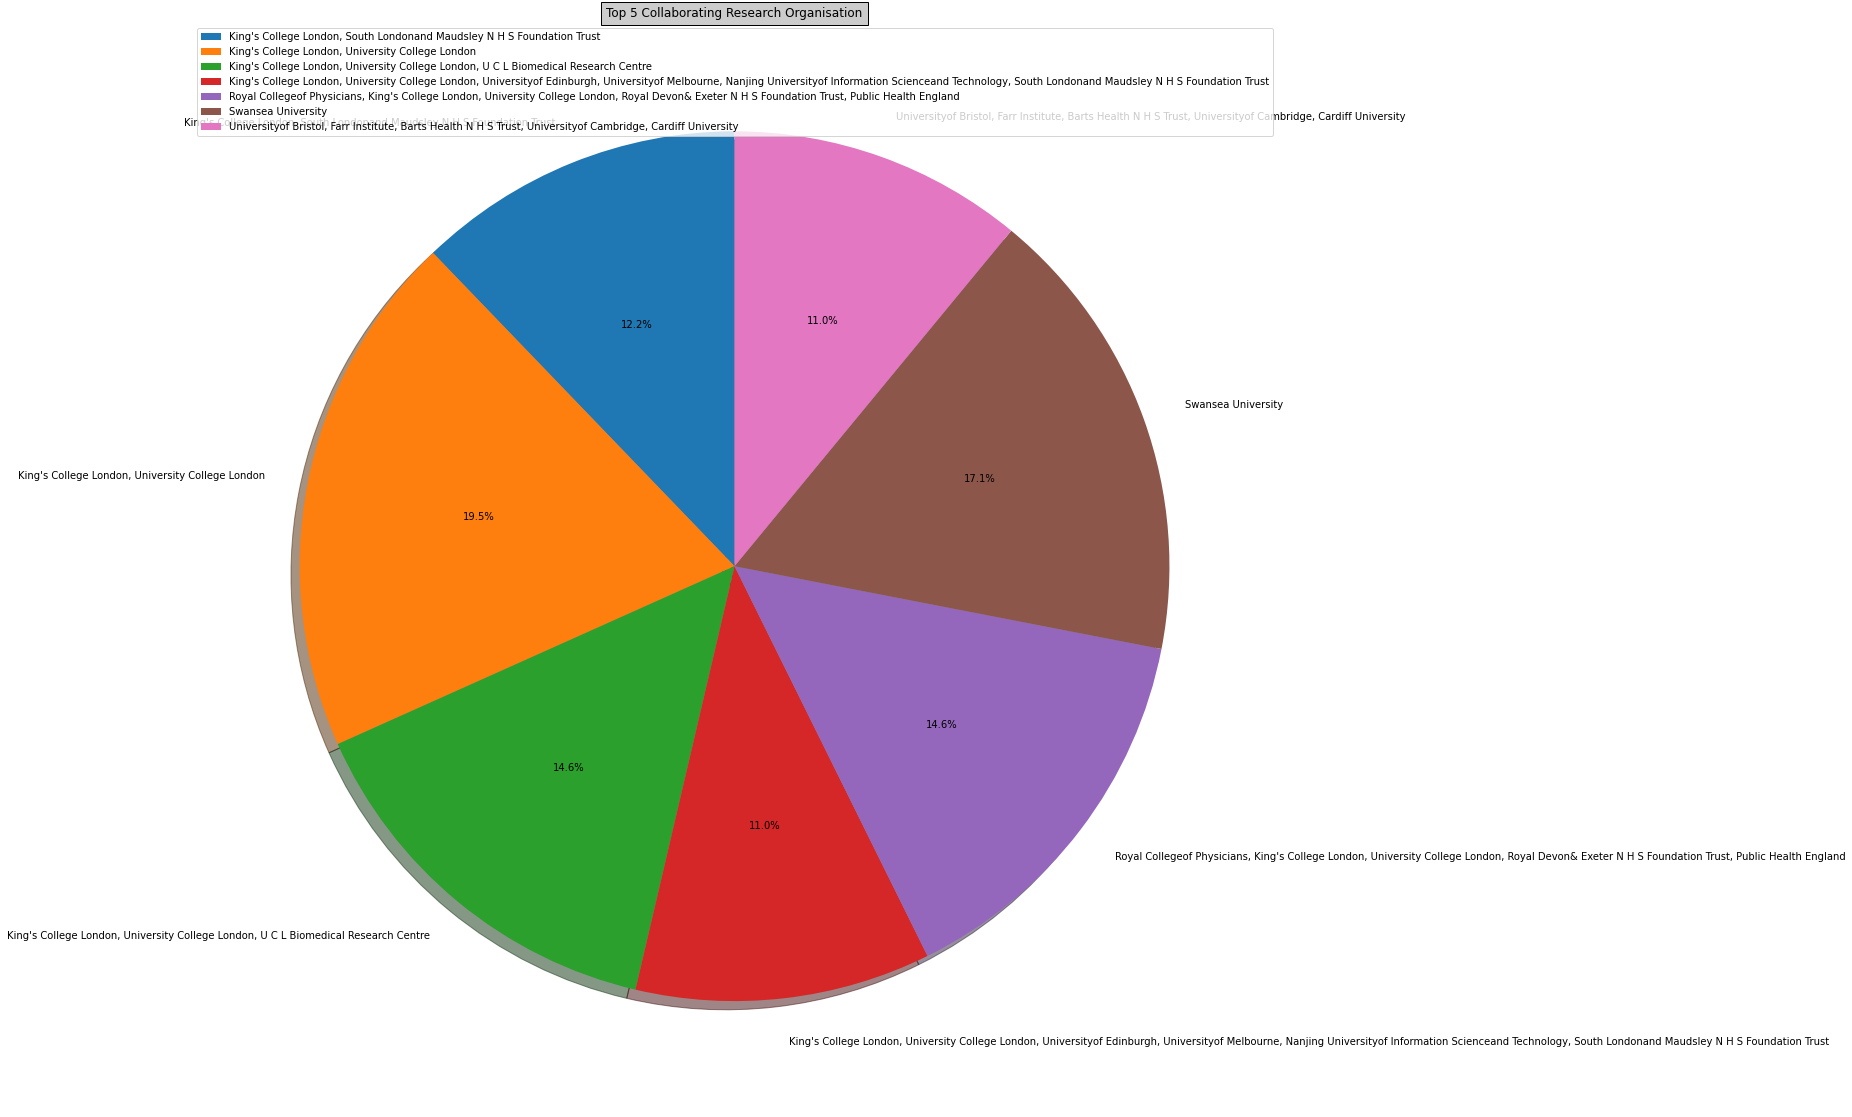 Top 5 Collaborating Research Organisation
King's College London, South Londonand Maudsley N H S Foundation Trust
King's College London, University College London
King's College London, University College London, U C L Biomedical Research Centre
King's College London, University College London, Universityof Edinburgh, Universityof Melbourne, Nanjing Universityof Information Scienceand Technology, South Londonand Maudsley N H S Foundation Trust
Royal Collegeof Physicians, King's College London, University College London, Royal Devon& Exeter N H S Foundation Trust, Public Health England
Swansea University
Universityof Bristol, Farr Institute, Barts Health N H S Trust, Universityof Cambridge, Cardiff University
King's College London, South Londonand Maudsley N H S Foundation Trust
Universityof Bristol, Farr Institute, Barts Health N H S Trust, Universityof Cambridge, Cardiff University
12.2%
11.0%
Swansea University
King's College London, University College London
17.1%
19.5%
14.6%
14.6%
11.0%
Royal Collegeof Physicians, King's College London, University College London, Royal Devon& Exeter N H S Foundation Trust, Public Health England
King's College London, University College London, U C L Biomedical Research Centre
King's College London, University College London, Universityof Edinburgh, Universityof Melbourne, Nanjing Universityof Information Scienceand Technology, South Londonand Maudsley N H S Foundation Trust